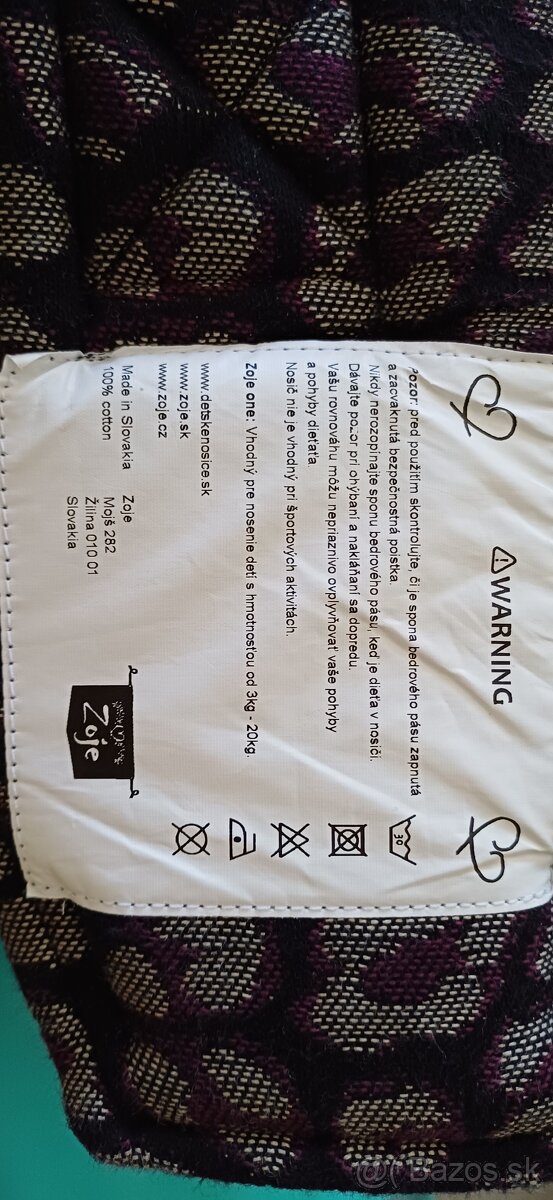 WARNING
Pozor: pred použitím skontrolujte, či je spona bedrového pásu zapnutá
a zacvaknutá bezpečnostná poistka.
Nikdy nerozopínajte sponu bedrového pásu, keď je dieťa v nosiči.
Dávajte pozor pri ohýbaní a nakláňaní sa dopredu.
Vašu rovnováhu môžu nepriaznivo ovplyvňovať vaše pohyby
a pohyby dieťaťa
Nosič nie je vhodný pri športových aktivitách.
Zoje one: Vhodný pre nosenie detí s hmotnosťou od 3kg - 20kg.
www.detskenosice.sk
www.zoje.sk
www.zoje.cz
Made in Slovakia
100% cotton
Zoje
Mojš 282
Žilina 010 01
Slovakia
30
Zoje
Bazos.sk